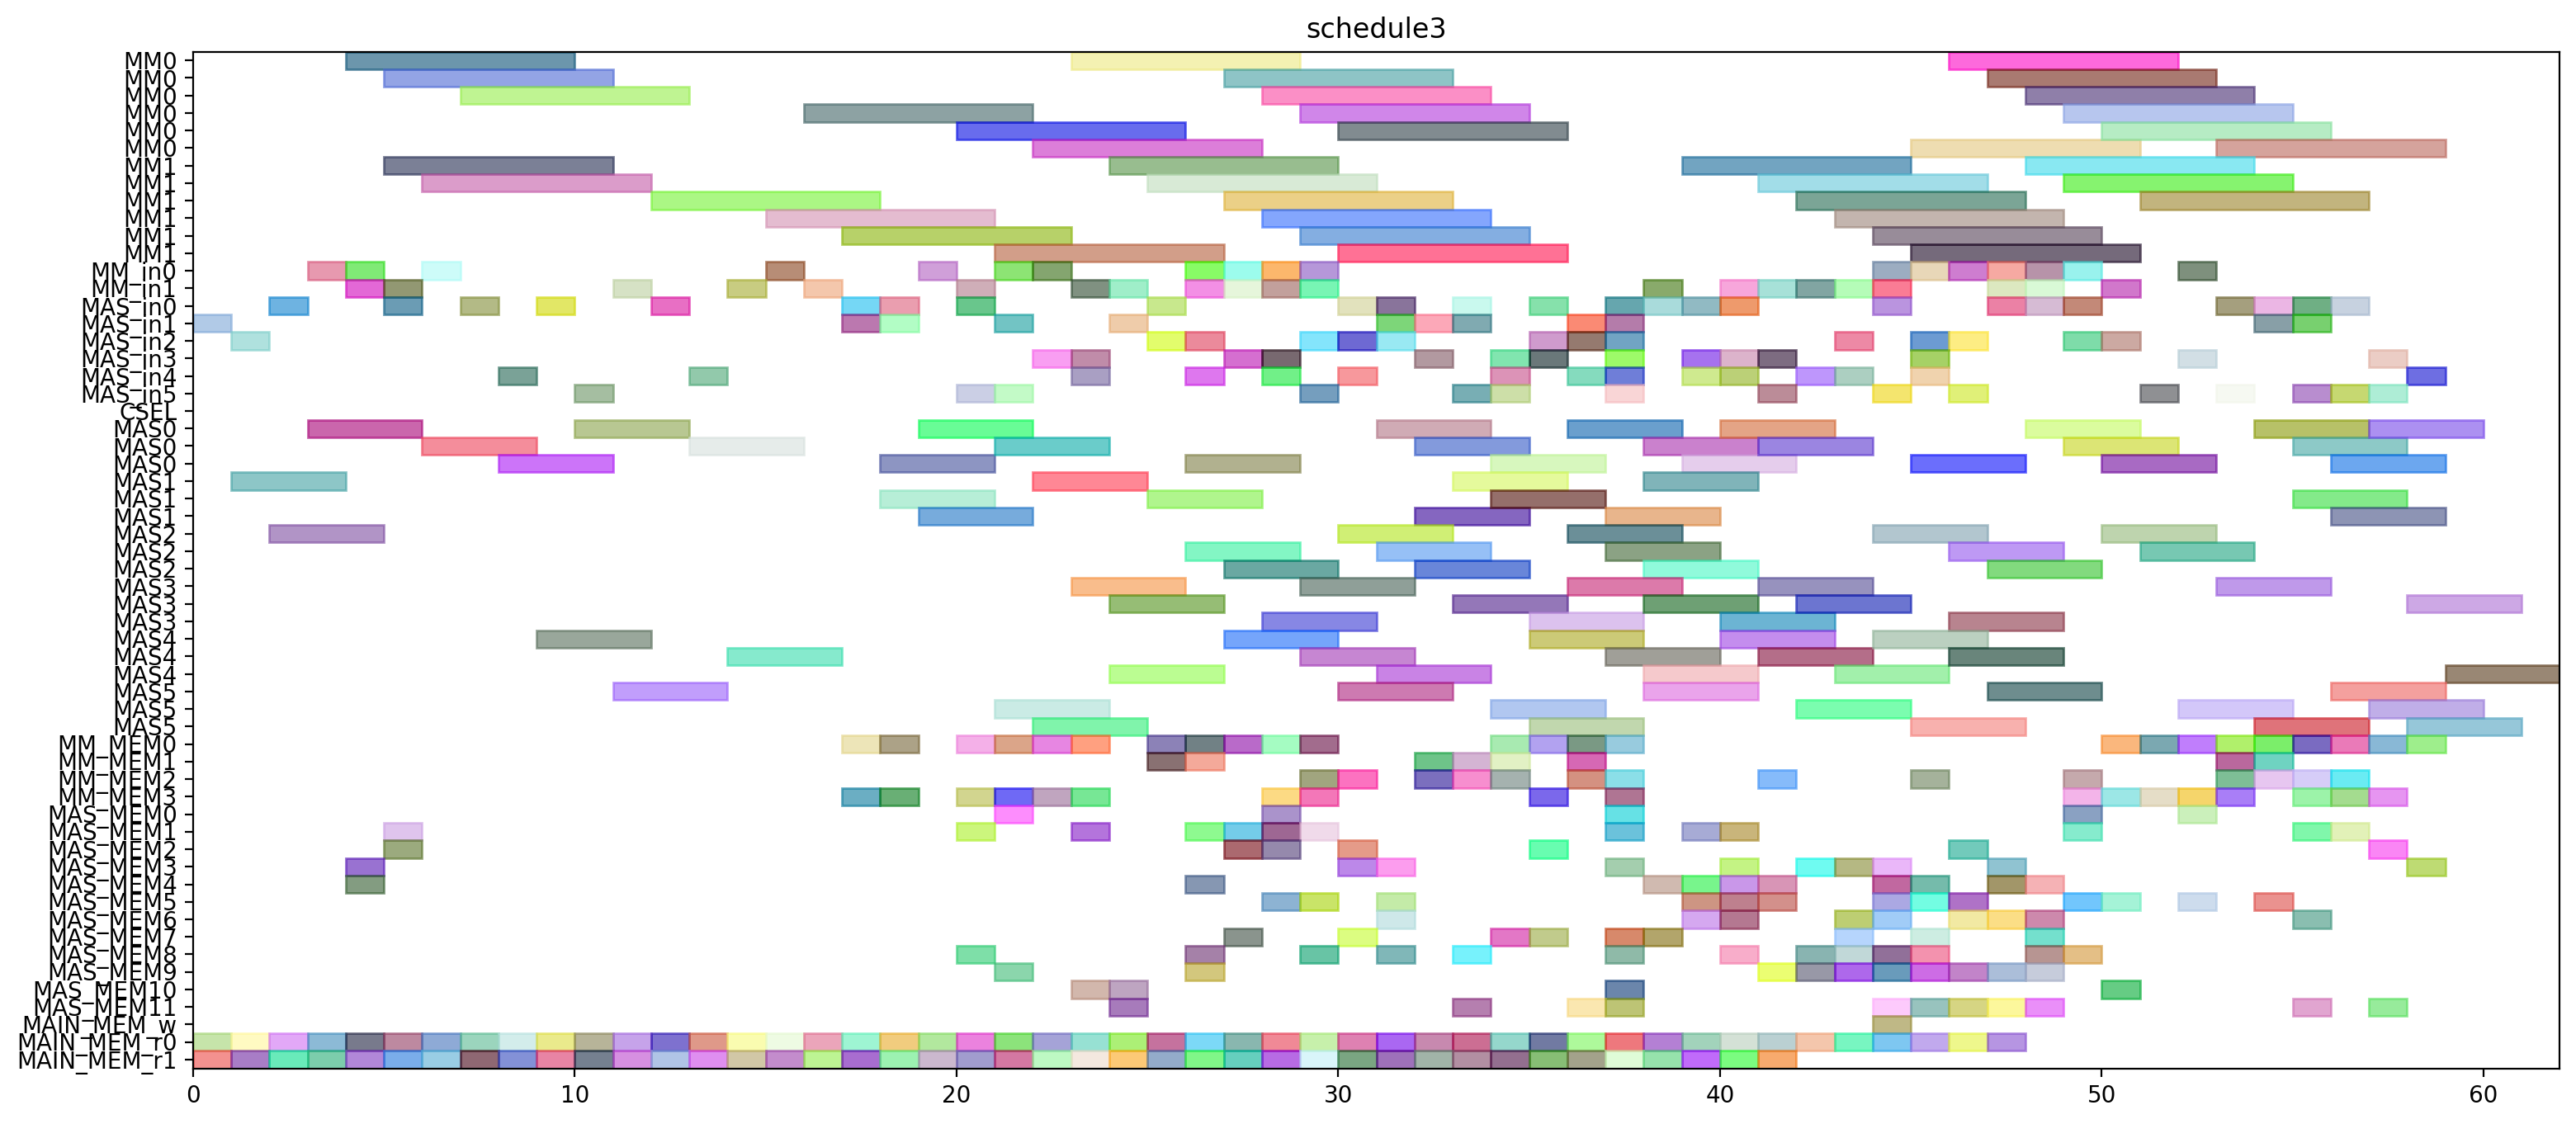 schedule3
MM0
MM0
MM0
MM0
MM0
MM0
MM1
MM1
MM1
MM1
MM1
MM1
MM_in0
MM_in1
MAS_in0
MAS_in1
MAS_in2
MAS_in3
MAS_in4
MAS_in5
CSEL
MAS0
MAS0
MAS0
MAS1
MAS1
MAS1
MAS2
MAS2
MAS2
MAS3
MAS3
MAS3
MAS4
MAS4
MAS4
MAS5
MAS5
MAS5
MM_MEM0
MM_MEM1
MM_MEM2
MM_MEM3
MAS_MEM0
MAS_MEM1
MAS_MEM2
MAS_MEM3
MAS_MEM4
MAS_MEM5
MAS_MEM6
MAS_MEM7
MAS_MEM8
MAS_MEM9
MAS_MEM10
MAS_MEM11
MAIN_MEM_w
MAIN_MEM_r0
MAIN_MEM_r1
0 10 20 30 40 50 60